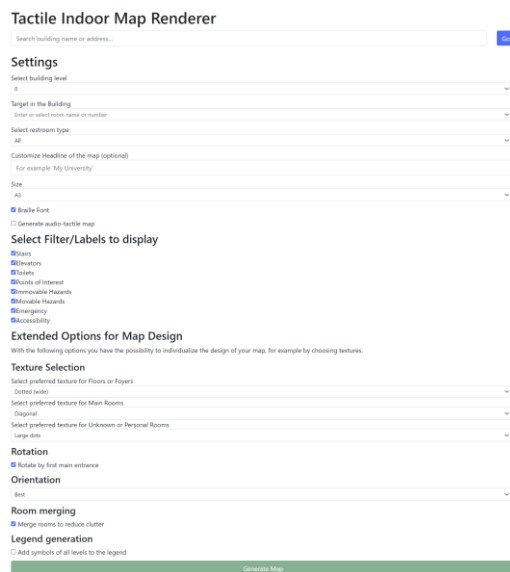 Tactile Indoor Map Renderer
Search building name or address...
Go
Settings
Select building level
0
Target in the Building
Enter or select room name or number
Select restroom type
All
Customize Headline of the map (optional)
For example 'My University'
Size
A3
Braille Font
Generate audio-tactile map
Select Filter/Labels to display
Stairs
Elevators
Toilets
Points of Interest
Immovable Hazards
Movable Hazards
Emergency
Accessibility
Extended Options for Map Design
With the following options you have the possibility to individualize the design of your map, for example by choosing textures.
Texture Selection
Select preferred texture for Floors or Foyers
Dotted (wide)
Select preferred texture for Main Rooms
Diagonal
Select preferred texture for Unknown or Personal Rooms
Large dots
Rotation
Rotate by first main entrance
Orientation
Best
Room merging
Merge rooms to reduce clutter
Legend generation
Add symbols of all levels to the legend
Generate Map